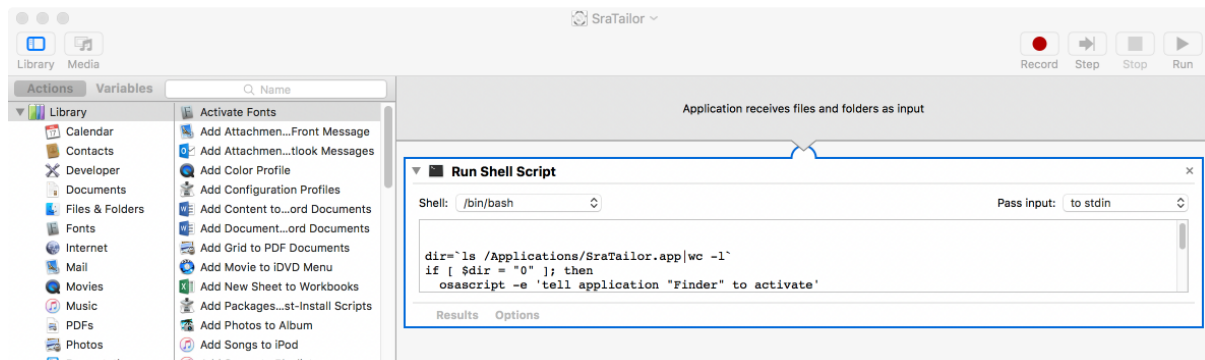 SraTailor
Library Media
Record Step Stop Run
Actions Variables
Name
Library
Calendar
Contacts
Developer
Documents
Files & Folders
Fonts
Internet
Mail
Movies
Music
PDFs
Photos
Activate Fonts
Add Attachmen...Front Message
Add Attachmen...tlook Messages
Add Color Profile
Add Configuration Profiles
Add Content to...ord Documents
Add Document...ord Documents
Add Grid to PDF Documents
Add Movie to iDVD Menu
Add New Sheet to Workbooks
Add Packages...st-Install Scripts
Add Photos to Album
Add Songs to iPod
Application receives files and folders as input
Run Shell Script
Shell: /bin/bash
Pass input: to stdin
dir=`ls /Applications/SraTailor.app|wc -l`
if [ $dir = "0" ]; then
osascript -e 'tell application "Finder" to activate'
Results Options